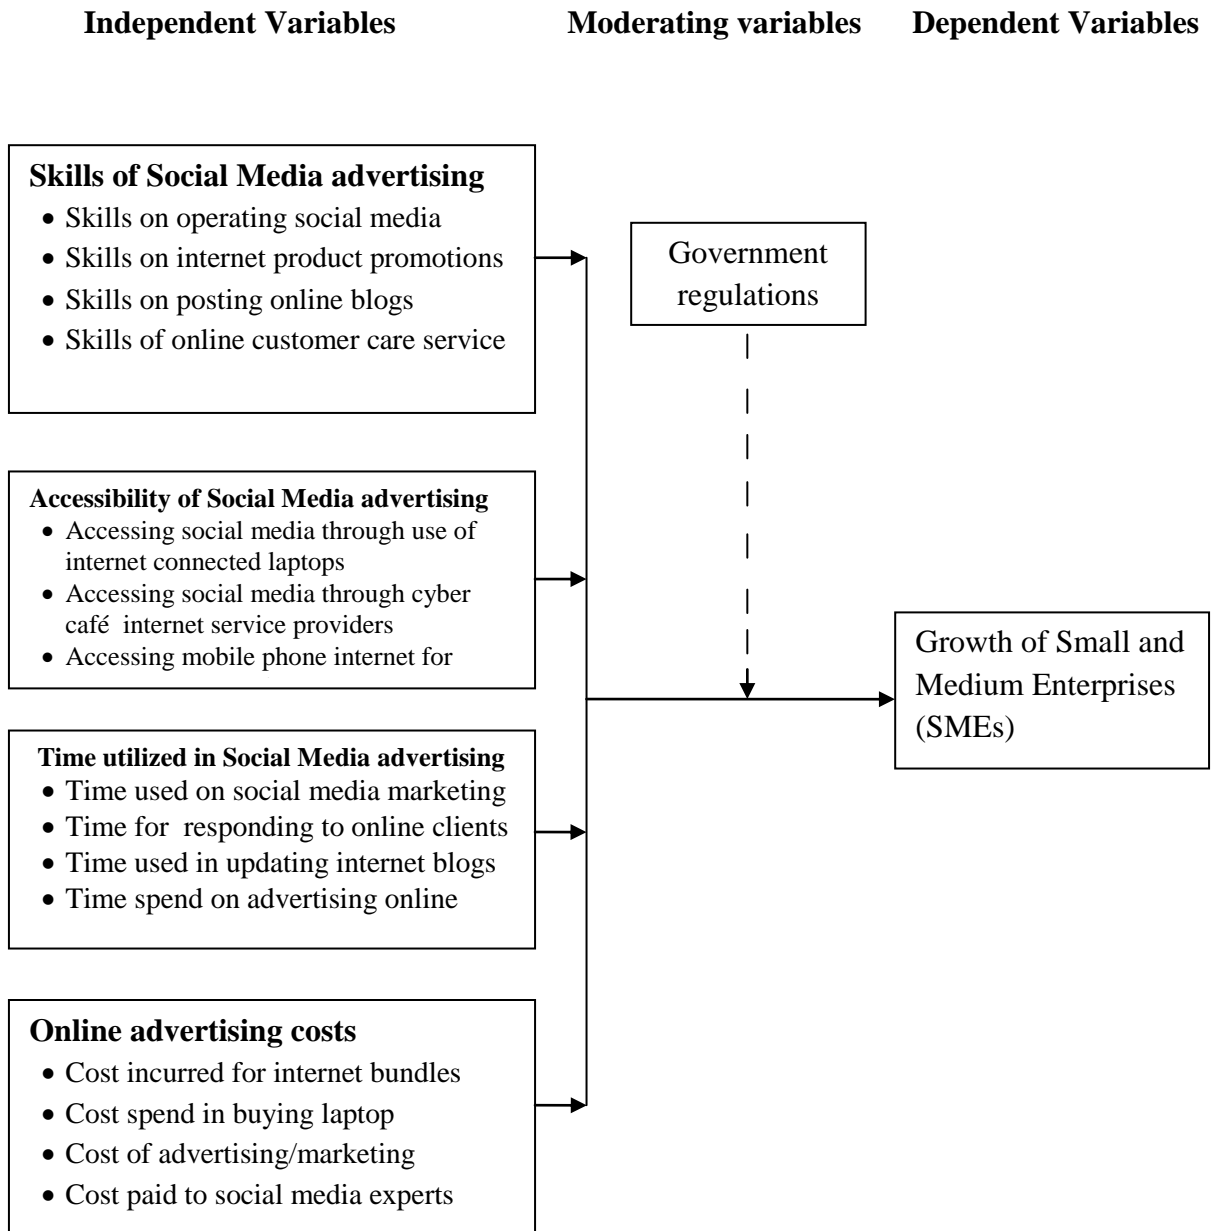 Independent Variables
Moderating variables
Dependent Variables
Skills of Social Media advertising
• Skills on operating social media
• Skills on internet product promotions
• Skills on posting online blogs
• Skills of online customer care service
Government
regulations
Accessibility of Social Media advertising
• Accessing social media through use of
internet connected laptops
• Accessing social media through cyber
café internet service providers
• Accessing mobile phone internet for
Growth of Small and
Medium Enterprises
(SMEs)
Time utilized in Social Media advertising
• Time used on social media marketing
• Time for responding to online clients
• Time used in updating internet blogs
• Time spend on advertising online
Online advertising costs
• Cost incurred for internet bundles
• Cost spend in buying laptop
• Cost of advertising/marketing
• Cost paid to social media experts